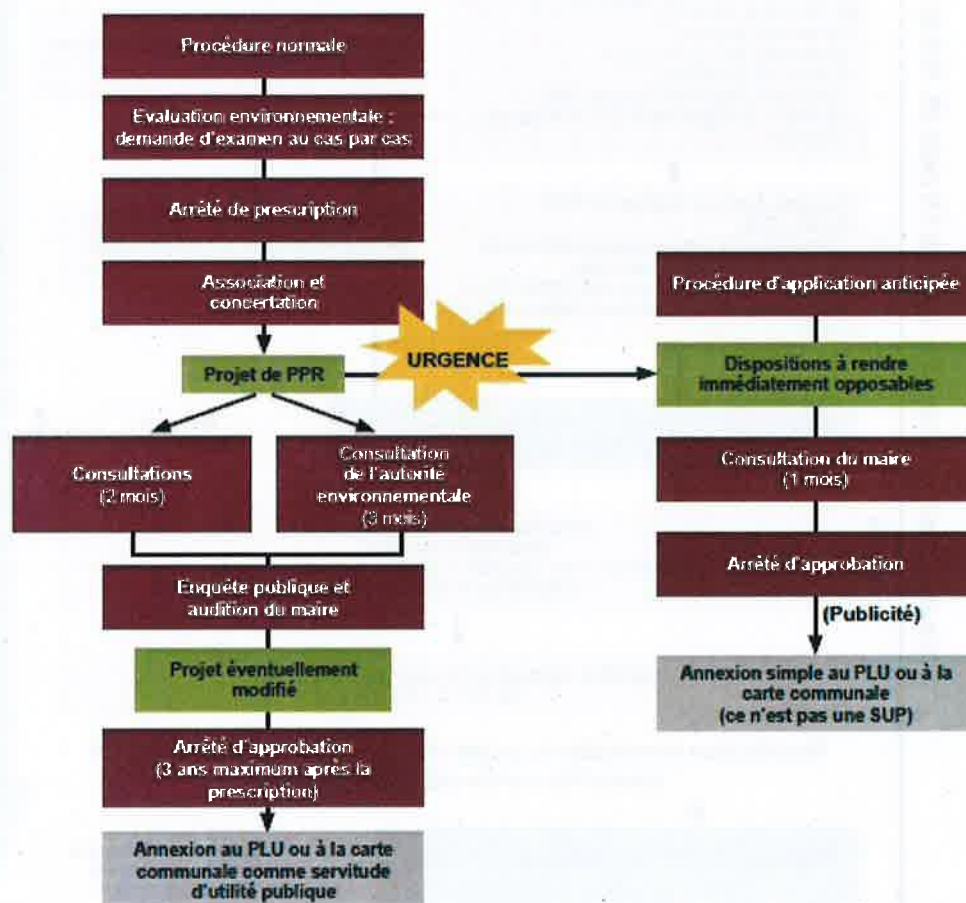 Procédure normale
Evaluation environnementale :
demande d'examen au cas par cas
Arrêté de prescription
Association et
concertation
Projet de PPR
URGENCE
Consultations
(2 mois)
Consultation
de l'autorité
environnementale
(3 mois)
Enquête publique et
audition du maire
Projet éventuellement
modifié
Arrêté d'approbation
(3 ans maximum après la
prescription)
Annexion au PLU ou à la carte
communale comme servitude
d'utilité publique
Procédure d'application anticipée
Dispositions à rendre
immédiatement opposables
Consultation du maire
(1 mois)
Arrêté d'approbation
(Publicité)
Annexion simple au PLU ou à la
carte communale
(ce n'est pas une SUP)